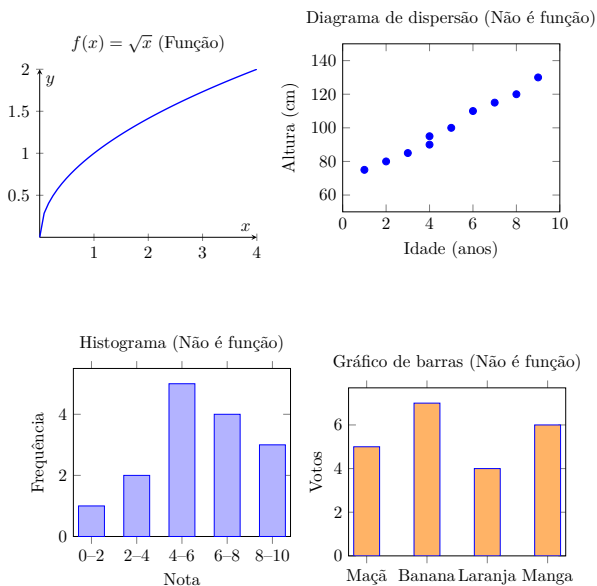 f(x) = √x (Função)
y
2
1.5
1
0.5
x
1 2 3 4
Diagrama de dispersão (Não é função)
Altura (cm)
140
120
100
80
60
0 2 4 6 8 10
Idade (anos)
Histograma (Não é função)
Frequência
4
2
0
0–2 2–4 4–6 6–8 8–10
Nota
Gráfico de barras (Não é função)
Votos
6
4
2
0
Maçã Banana Laranja Manga